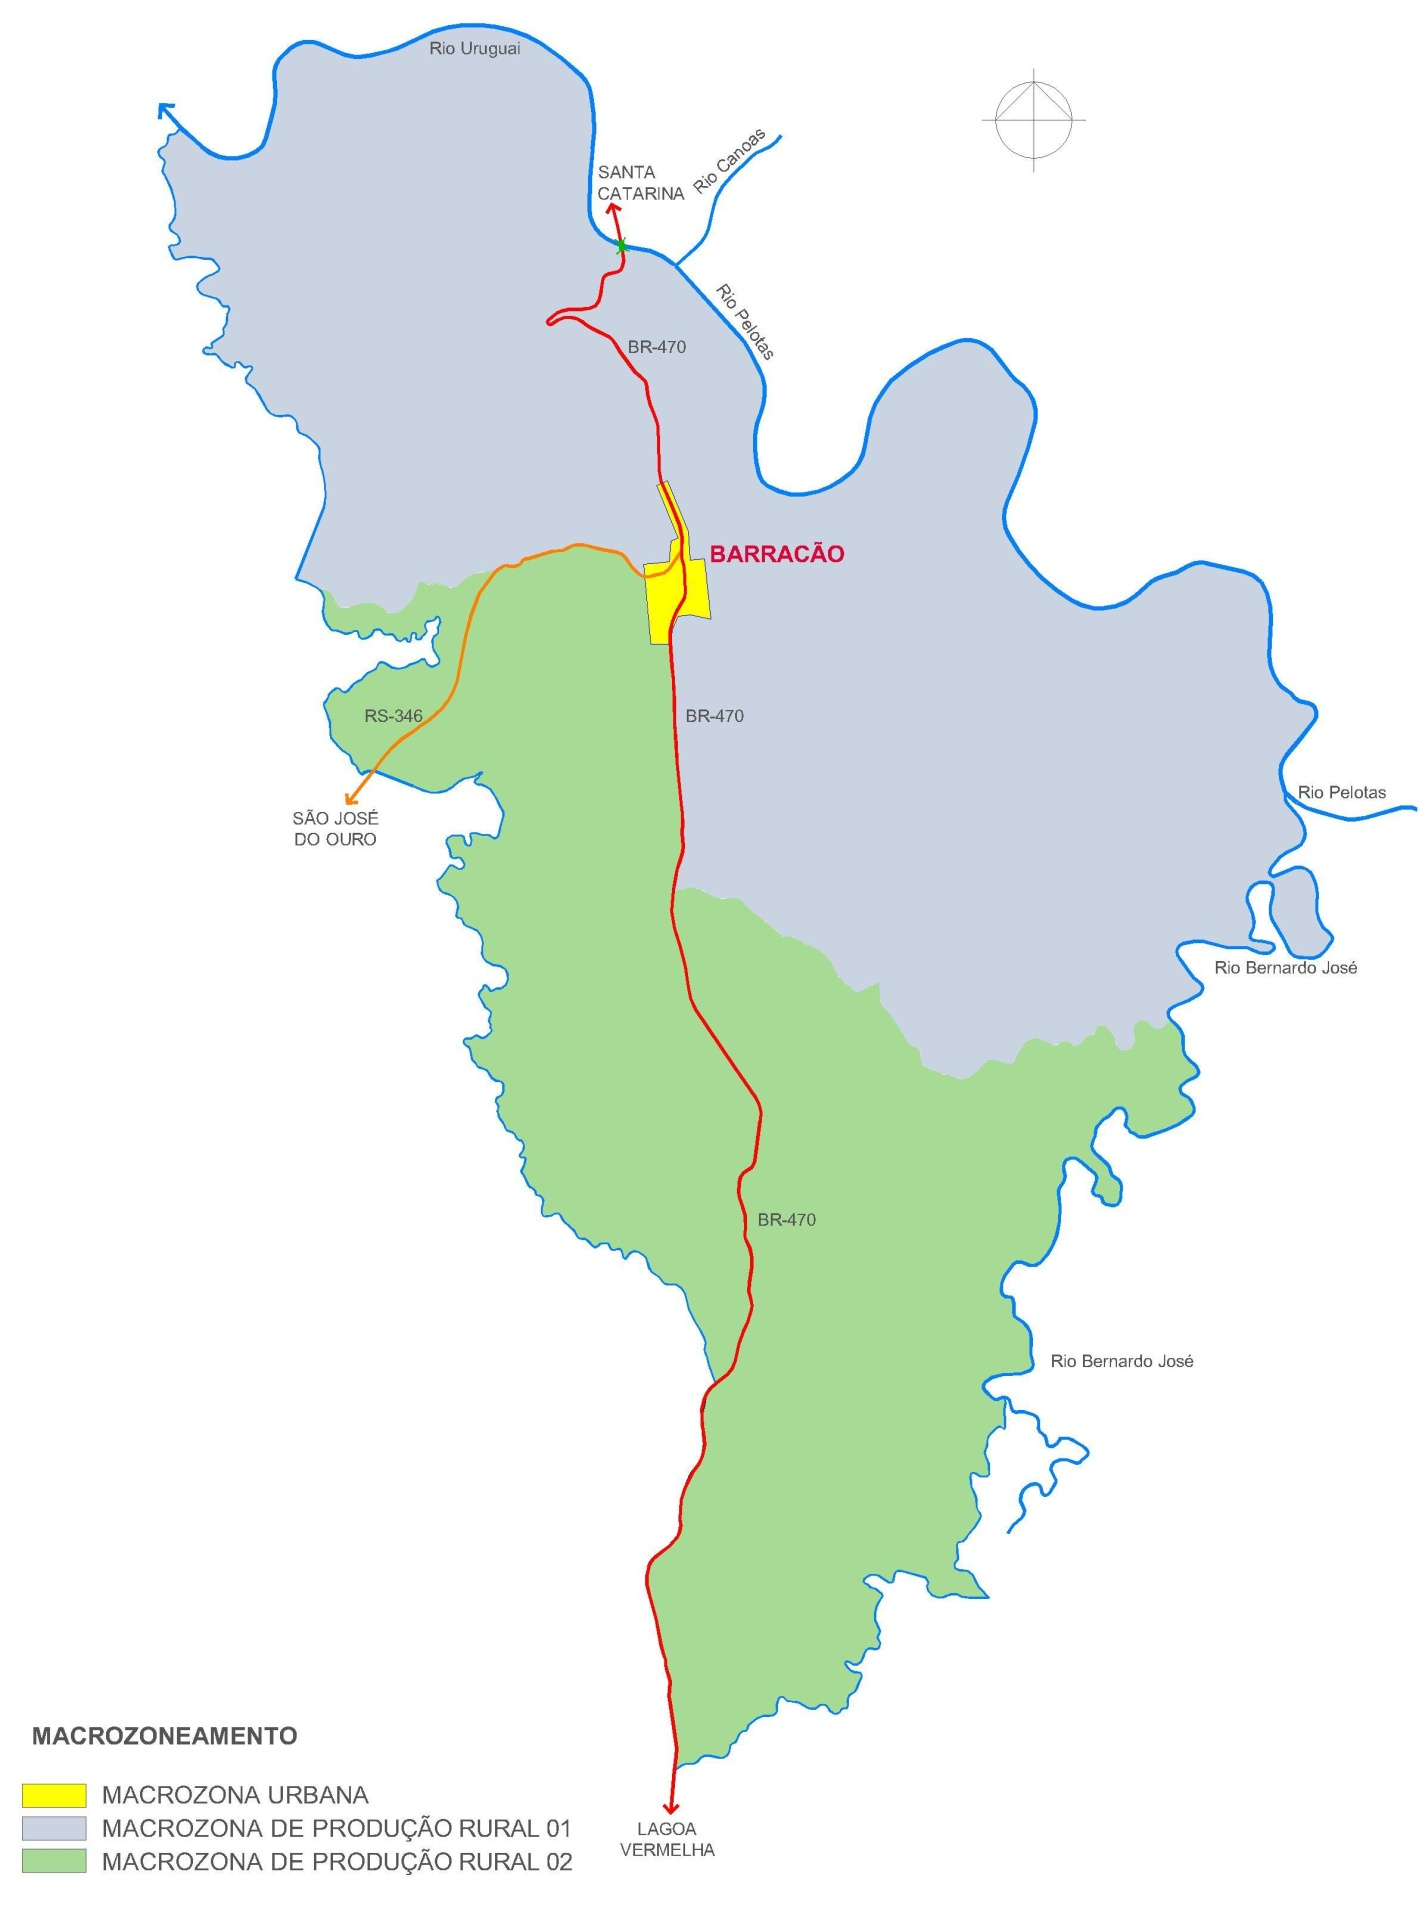 Rio Uruguai
Rio Canoas
SANTA
CATARINA
Rio Pelotas
BR-470
BARRACÃO
RS-346
BR-470
Rio Pelotas
SÃO JOSÉ
DO OURO
Rio Bernardo José
BR-470
Rio Bernardo José
MACROZONEAMENTO
MACROZONA URBANA
MACROZONA DE PRODUÇÃO RURAL 01
MACROZONA DE PRODUÇÃO RURAL 02
LAGOA
VERMELHA